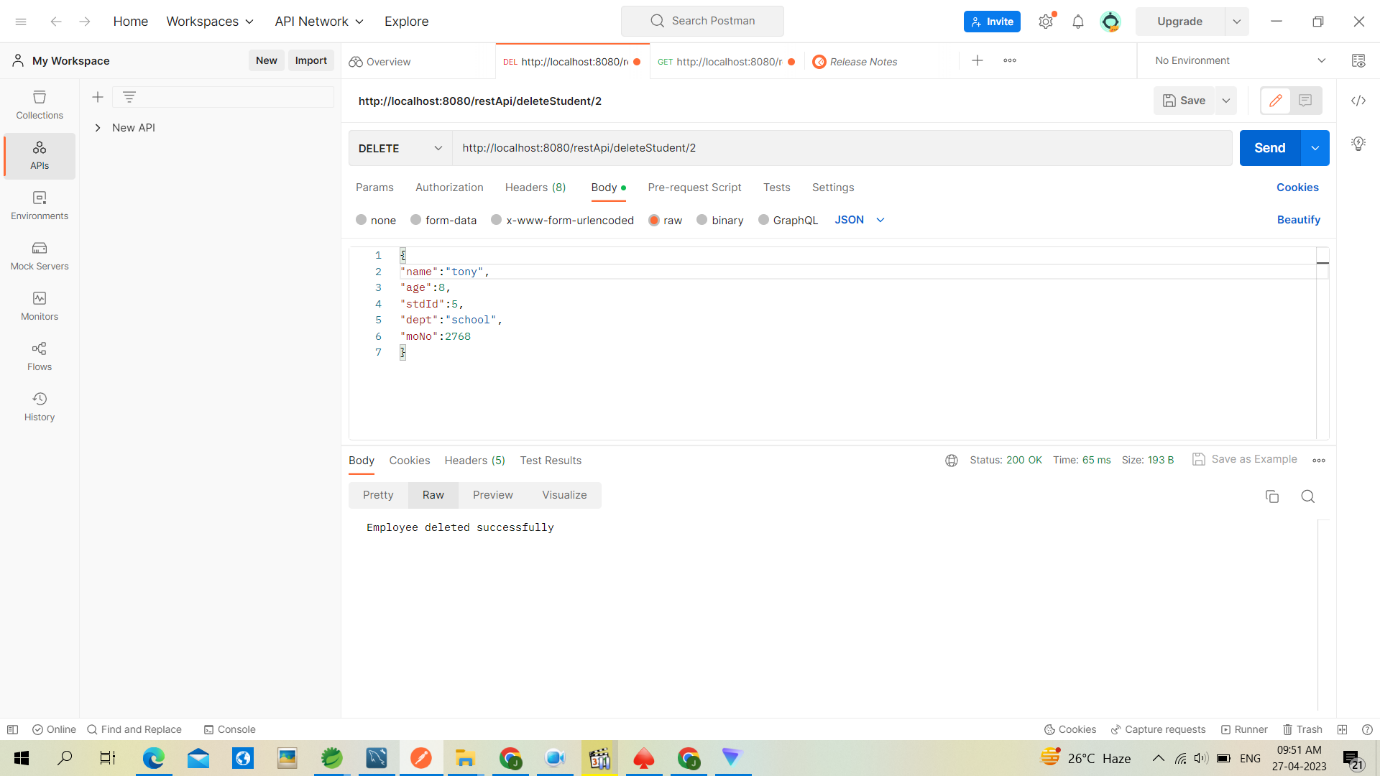 Home Workspaces API Network Explore Search Postman Invite Upgrade
My Workspace New Import Overview DEL http://localhost:8080/r GET http://localhost:8080/r Release Notes No Environment
Collections
APIs
Environments
Mock Servers
Monitors
Flows
History
New API
http://localhost:8080/restApi/deleteStudent/2 Save
DELETE http://localhost:8080/restApi/deleteStudent/2 Send
Params Authorization Headers (8) Body Pre-request Script Tests Settings Cookies
none form-data x-www-form-urlencoded raw binary GraphQL JSON Beautify
1 {
2 "name":"tony",
3 "age":8,
4 "stdId":5,
5 "dept":"school",
6 "moNo":2768
7 }
Body Cookies Headers (5) Test Results Status: 200 OK Time: 65 ms Size: 193 B Save as Example
Pretty Raw Preview Visualize
Employee deleted successfully
Online Find and Replace Console Cookies Capture requests Runner Trash
26°C Haze ENG 09:51 AM
27-04-2023 21